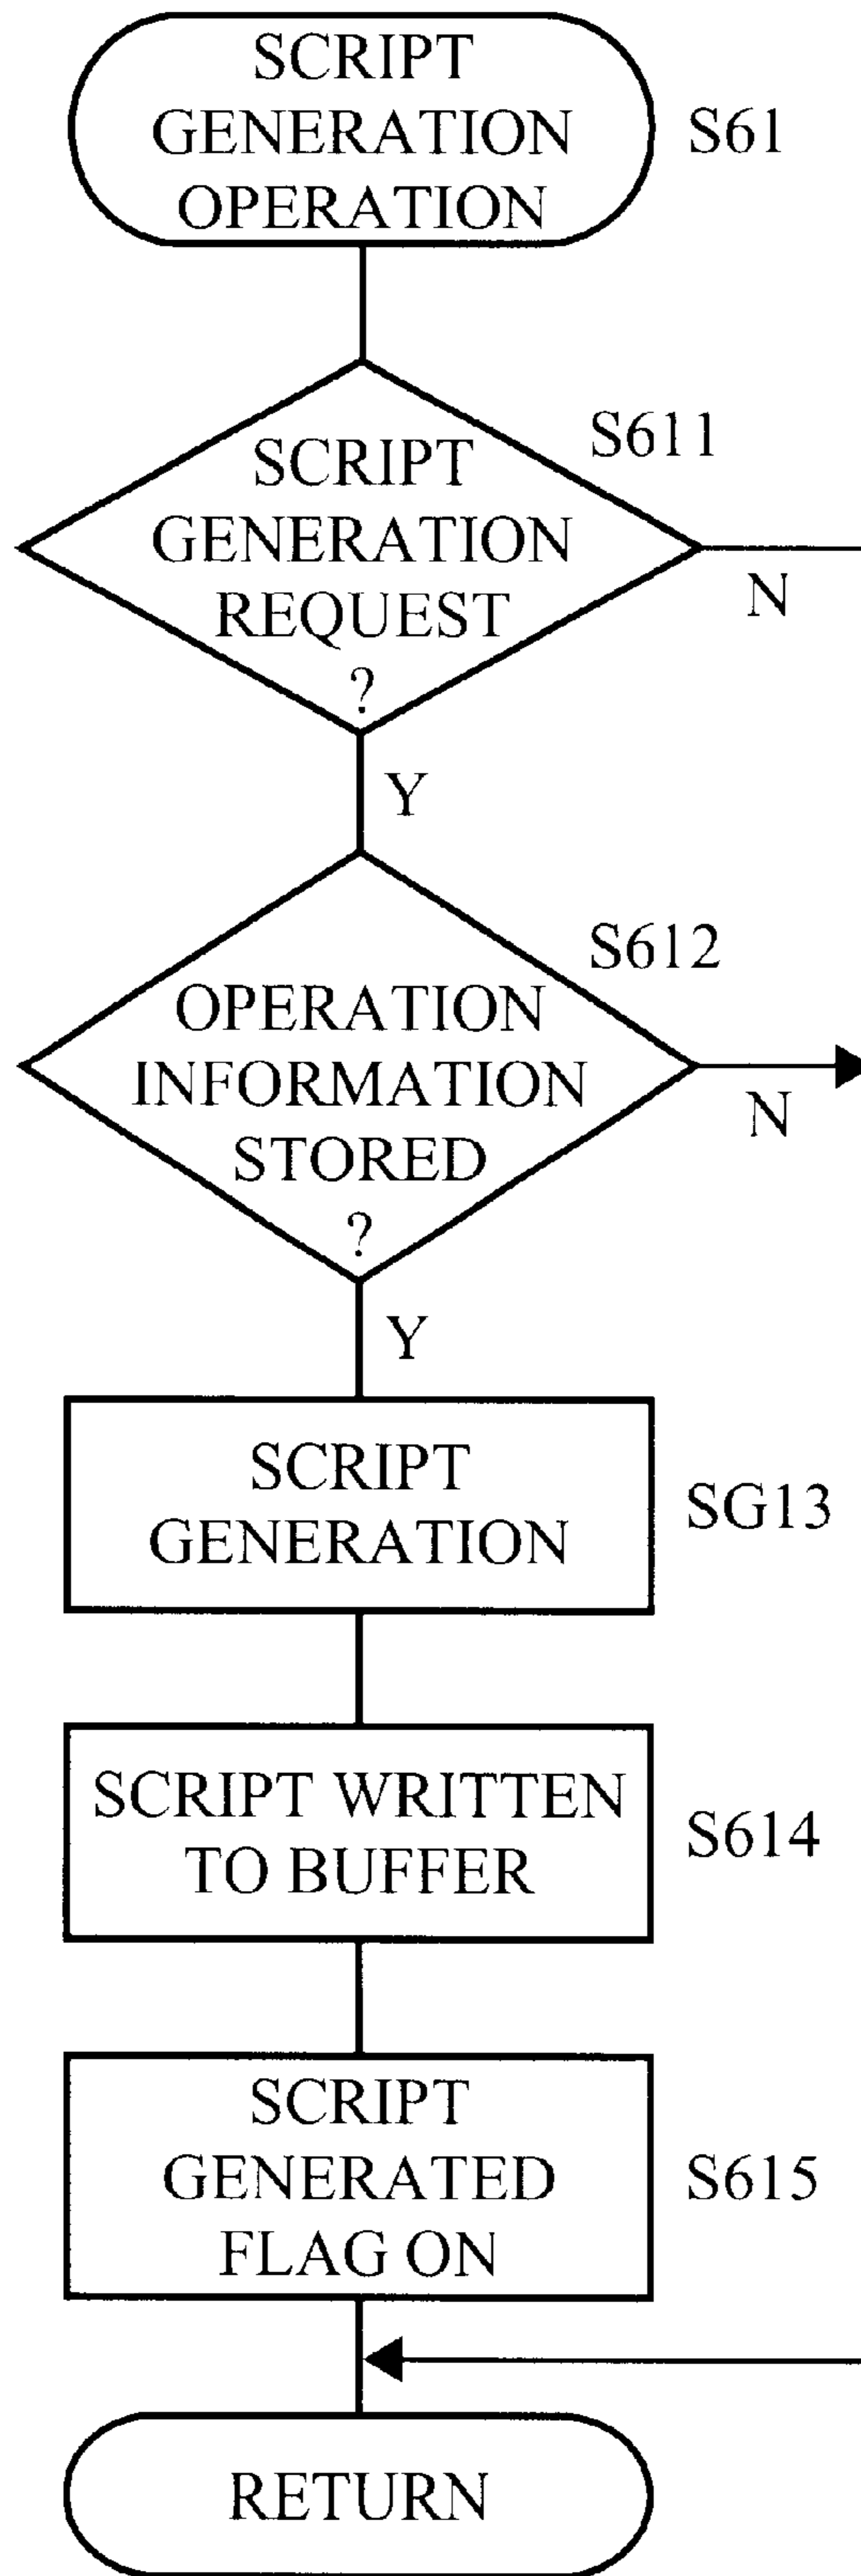 SCRIPT
GENERATION
OPERATION
S61
SCRIPT
GENERATION
REQUEST
?
S611
N
Y
OPERATION
INFORMATION
STORED
?
S612
N
Y
SCRIPT
GENERATION
SG13
SCRIPT WRITTEN
TO BUFFER
S614
SCRIPT
GENERATED
FLAG ON
S615
RETURN